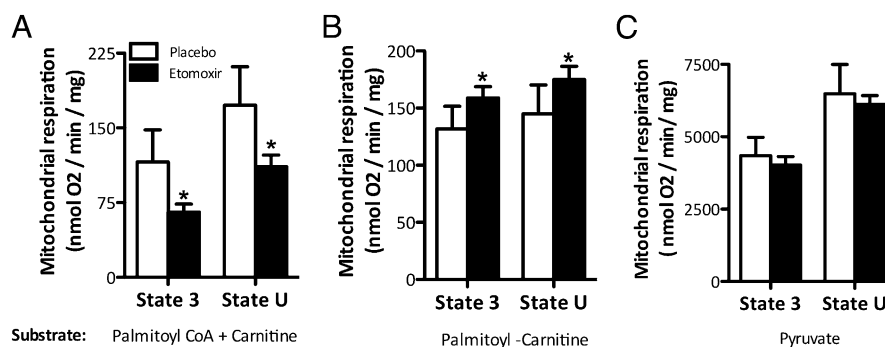 A
Mitochondrial respiration
(nmol O2 / min / mg)
225
150
75
0
Placebo
Etomoxir
*
*
State 3
State U
B
Mitochondrial respiration
(nmol O2 / min / mg)
200
150
100
50
0
*
*
State 3
State U
C
Mitochondrial respiration
( nmol O2 / min / mg)
7500
5000
2500
0
State 3
State U
Substrate:
Palmitoyl CoA + Carnitine
Palmitoyl -Carnitine
Pyruvate